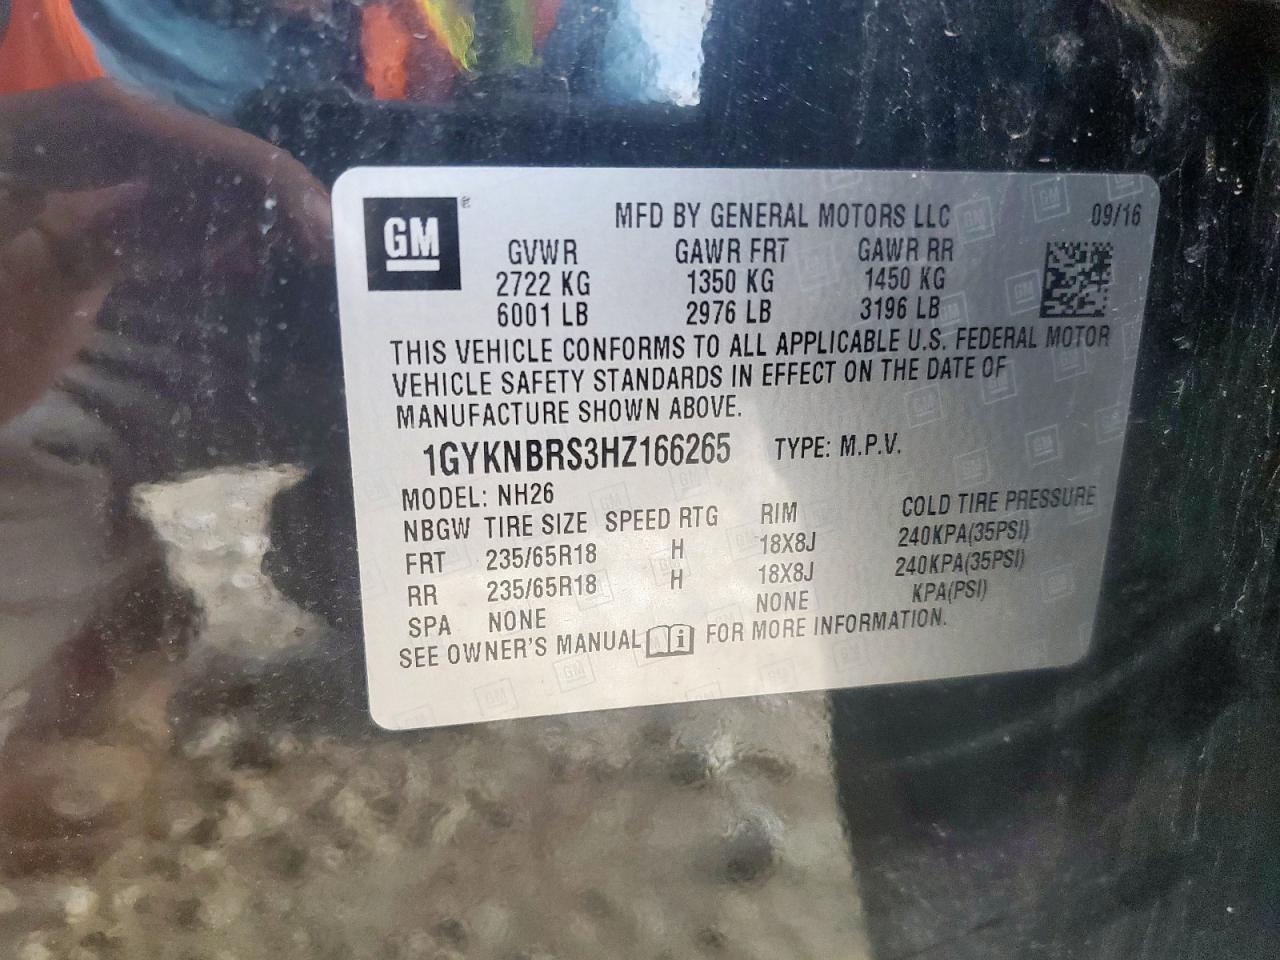 GM ®
MFD BY GENERAL MOTORS LLC 09/16
GVWR GAWR FRT GAWR RR
2722 KG 1350 KG 1450 KG
6001 LB 2976 LB 3196 LB
THIS VEHICLE CONFORMS TO ALL APPLICABLE U.S. FEDERAL MOTOR
VEHICLE SAFETY STANDARDS IN EFFECT ON THE DATE OF
MANUFACTURE SHOWN ABOVE.
1GYKNBRS3HZ166265 TYPE: M.P.V.
MODEL: NH26
NBGW TIRE SIZE SPEED RTG RIM COLD TIRE PRESSURE
FRT 235/65R18 H 18X8J 240KPA(35PSI)
RR 235/65R18 H 18X8J 240KPA(35PSI)
SPA NONE NONE KPA(PSI)
SEE OWNER'S MANUAL i FOR MORE INFORMATION.